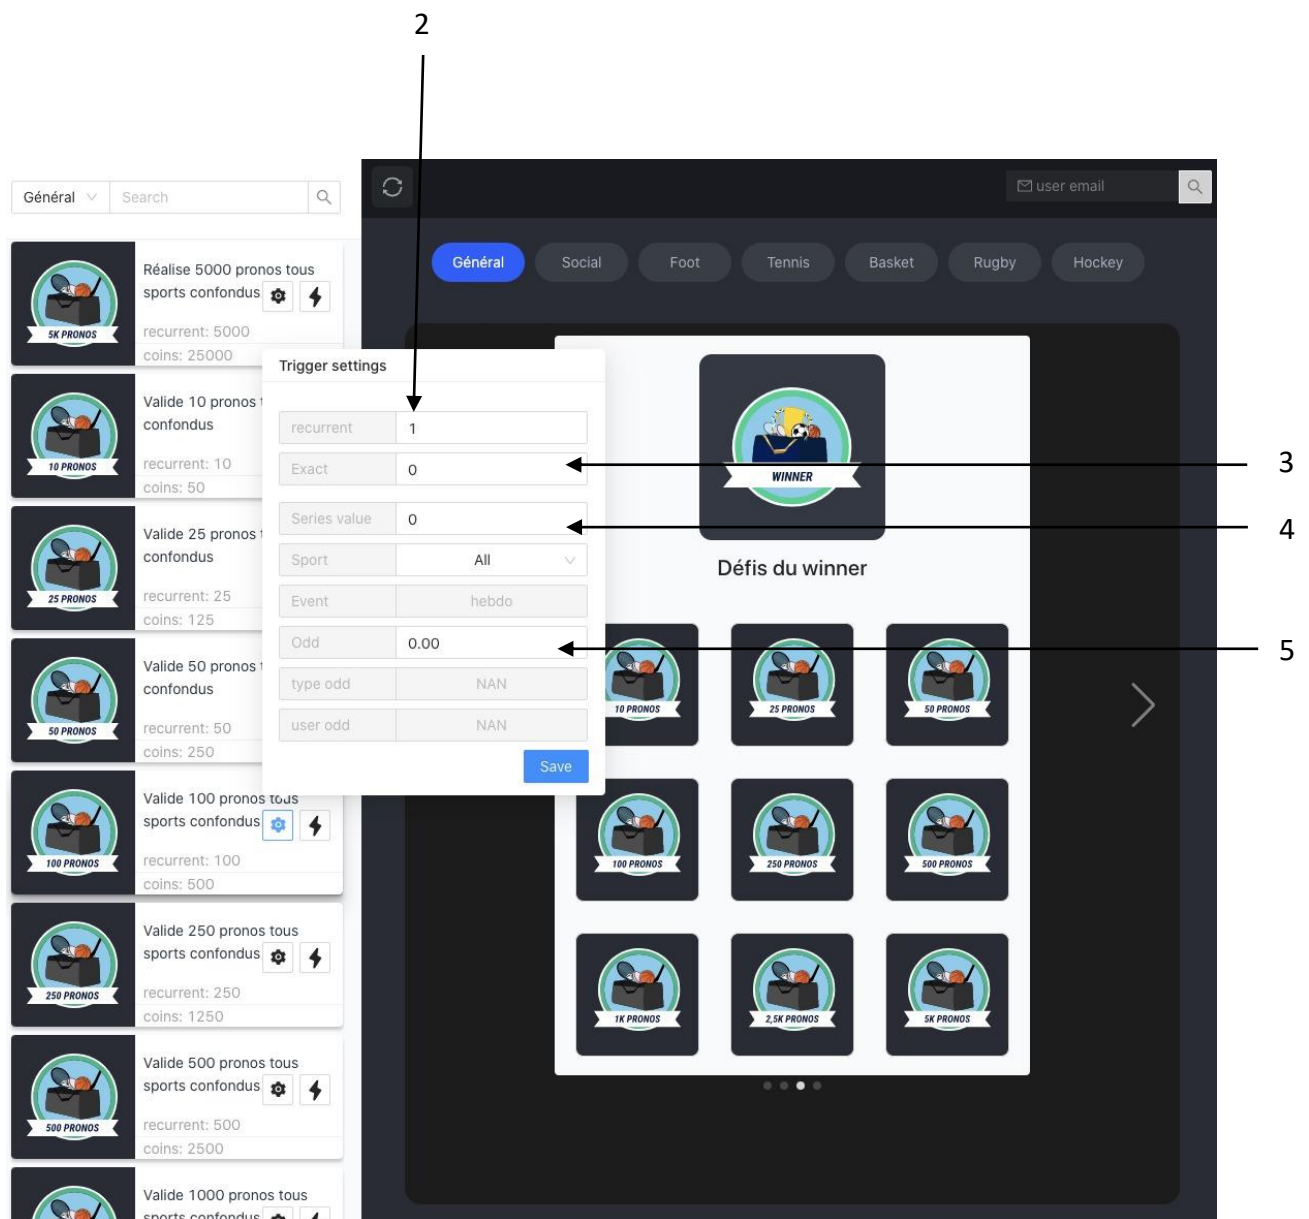 2
Général
Search
user email
Réalise 5000 pronos tous
sports confondus
5K PRONOS
recurrent: 5000
coins: 25000
Valide 10 pronos
confondus
10 PRONOS
recurrent: 10
coins: 50
Valide 25 pronos
confondus
25 PRONOS
recurrent: 25
coins: 125
Valide 50 pronos
confondus
50 PRONOS
recurrent: 50
coins: 250
Valide 100 pronos tous
sports confondus
100 PRONOS
recurrent: 100
coins: 500
Valide 250 pronos tous
sports confondus
250 PRONOS
recurrent: 250
coins: 1250
Valide 500 pronos tous
sports confondus
500 PRONOS
recurrent: 500
coins: 2500
Valide 1000 pronos tous
sports confondus
Trigger settings
recurrent 1
Exact 0
Series value 0
Sport All
Event hebdo
Odd 0.00
type odd NAN
user odd NAN
Save
3
4
5
Général Social Foot Tennis Basket Rugby Hockey
WINNER
Défis du winner
10 PRONOS 25 PRONOS 50 PRONOS
100 PRONOS 250 PRONOS 500 PRONOS
1K PRONOS 2,5K PRONOS 5K PRONOS